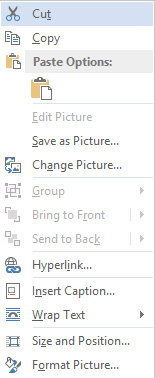 Cut
Copy
Paste Options:
Edit Picture
Save as Picture...
Change Picture...
Group
Bring to Front
Send to Back
Hyperlink...
Insert Caption...
Wrap Text
Size and Position...
Format Picture...